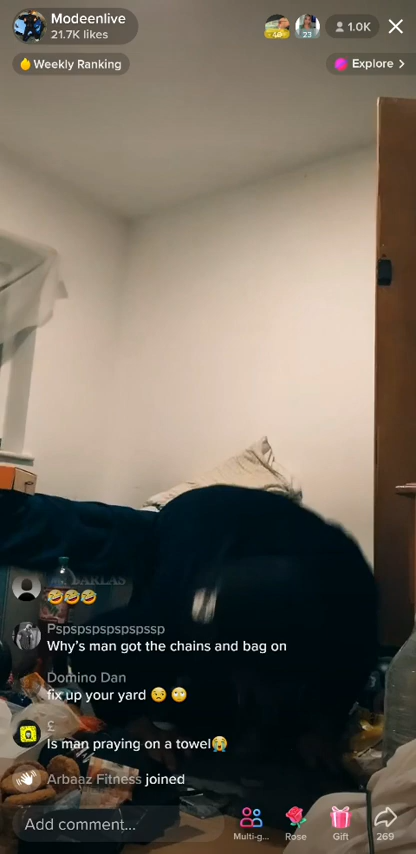 Modeenlive
21.7K likes
23
1.0K
Weekly Ranking
Explore
BARLAS
🤣🤣🤣
Pspspspspspspssp
Why's man got the chains and bag on
Domino Dan
fix up your yard 😒 🙄
£
Is man praying on a towel😭
Arbaaz Fitness joined
Add comment...
Multi-g...
Rose
Gift
269